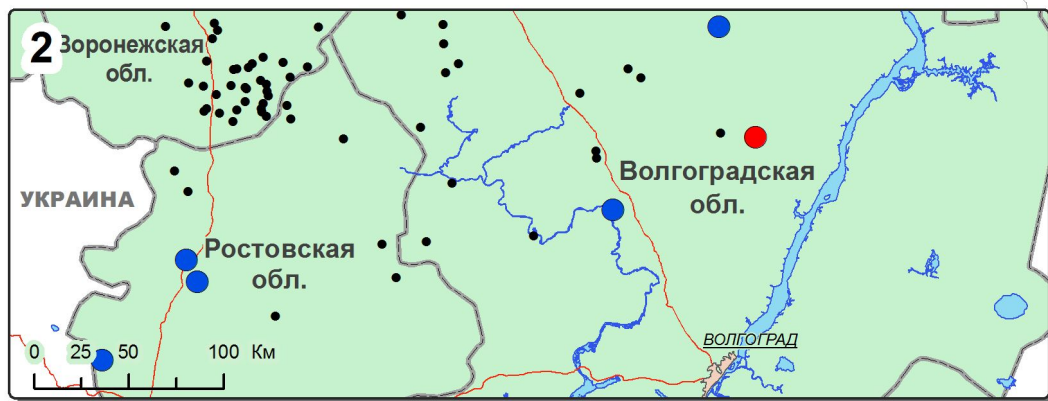 2
Воронежская
обл.
УКРАИНА
Волгоградская
обл.
Ростовская
обл.
ВОЛГОГРАД
0 25 50 100 Км